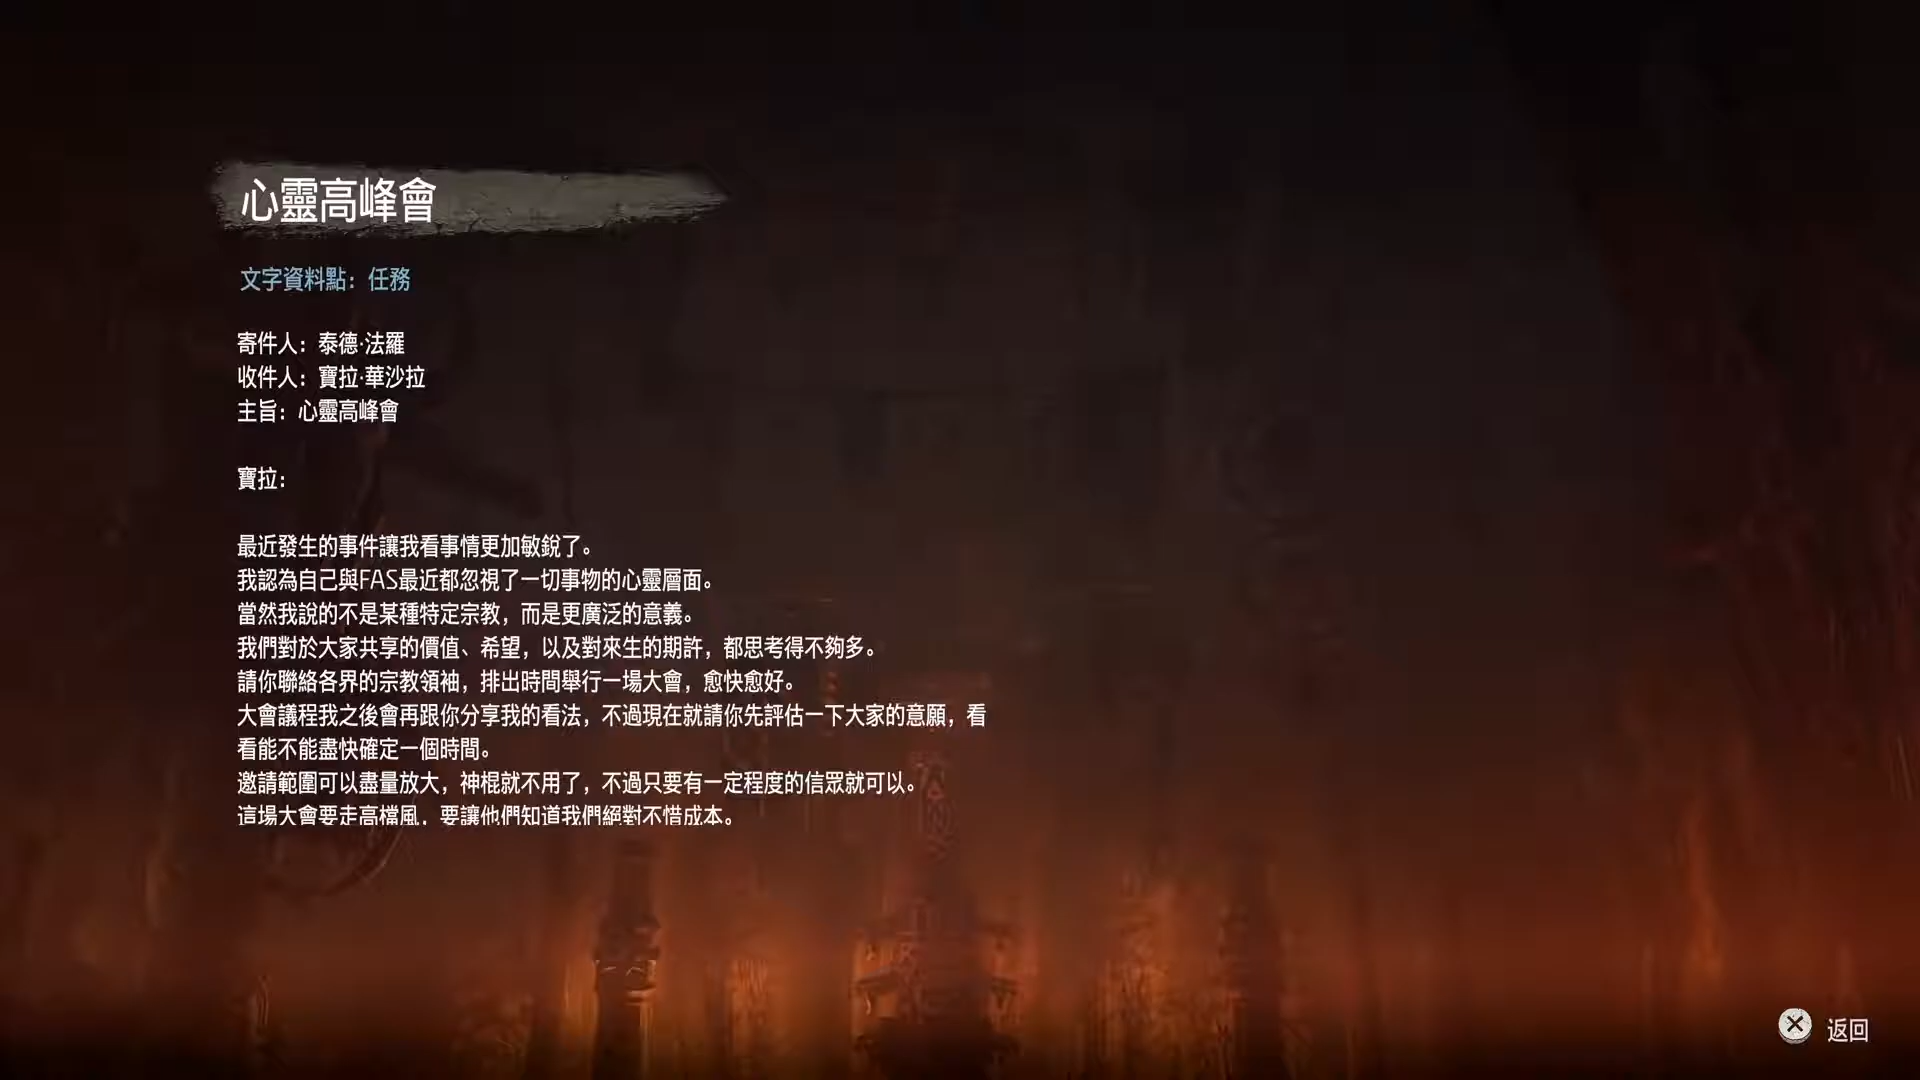 心靈高峰會
文字資料點：任務
寄件人：泰德·法羅
收件人：寶拉·華沙拉
主旨：心靈高峰會
寶拉：
最近發生的事件讓我看事情更加敏銳了。
我認為自己與FAS最近都忽視了一切事物的心靈層面。
當然我說的不是某種特定宗教，而是更廣泛的意義。
我們對於大家共享的價值、希望，以及對來生的期許，都思考得不夠多。
請你聯絡各界的宗教領袖，排出時間舉行一場大會，愈快愈好。
大會議程我之後會再跟你分享我的看法，不過現在就請你先評估一下大家的意願，看
看能不能盡快確定一個時間。
邀請範圍可以盡量放大，神棍就不用了，不過只要有一定程度的信眾就可以。
這場大會要走高檔風，要讓他們知道我們絕對不惜成本。
返回